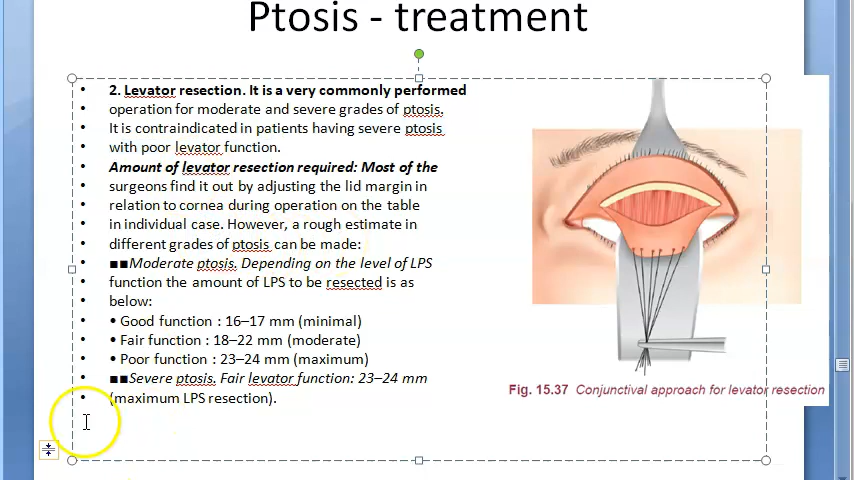 Ptosis - treatment
• 2. Levator resection. It is a very commonly performed
• operation for moderate and severe grades of ptosis.
• It is contraindicated in patients having severe ptosis
• with poor levator function.
• Amount of levator resection required: Most of the
• surgeons find it out by adjusting the lid margin in
• relation to cornea during operation on the table
• in individual case. However, a rough estimate in
• different grades of ptosis can be made:
• ■■Moderate ptosis. Depending on the level of LPS
• function the amount of LPS to be resected is as
• below:
• • Good function : 16–17 mm (minimal)
• • Fair function : 18–22 mm (moderate)
• • Poor function : 23–24 mm (maximum)
• ■■Severe ptosis. Fair levator function: 23–24 mm
• (maximum LPS resection).
Fig. 15.37 Conjunctival approach for levator resection